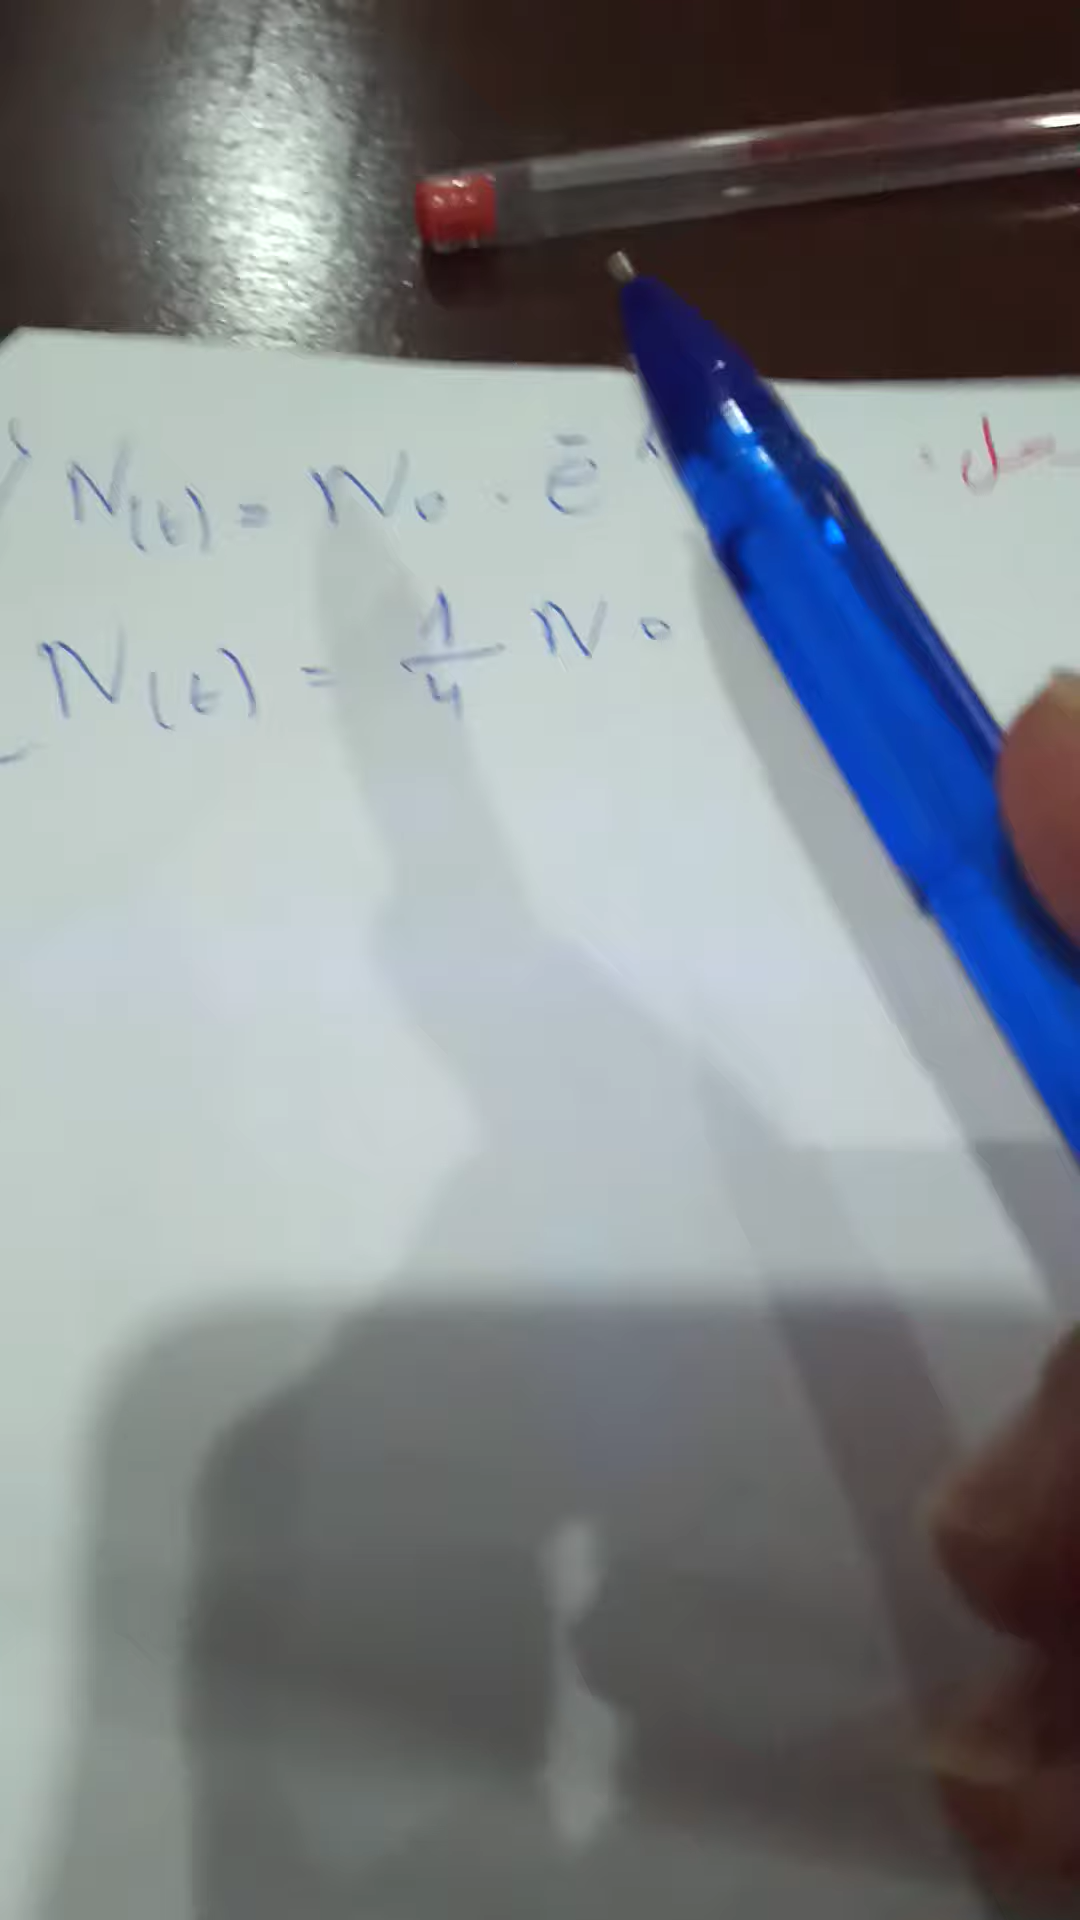 N(t) = N₀ . e⁻
N(t) = 1/4 N₀